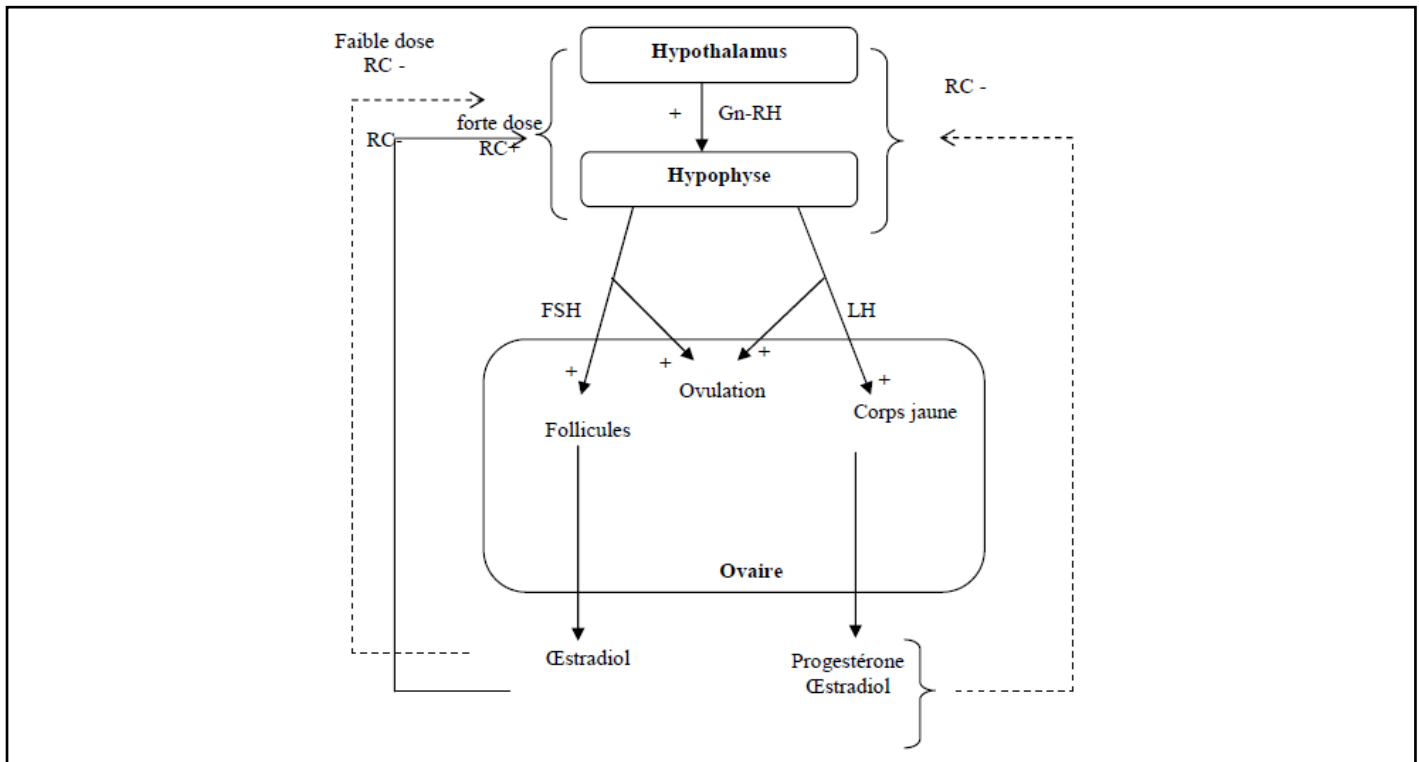 Faible dose
RC -
Hypothalamus
RC -
+
Gn-RH
forte dose
RC-
RC+
Hypophyse
FSH
LH
+
+
+
+
Ovulation
Corps jaune
Follicules
Ovaire
Œstradiol
Progestérone
Œstradiol